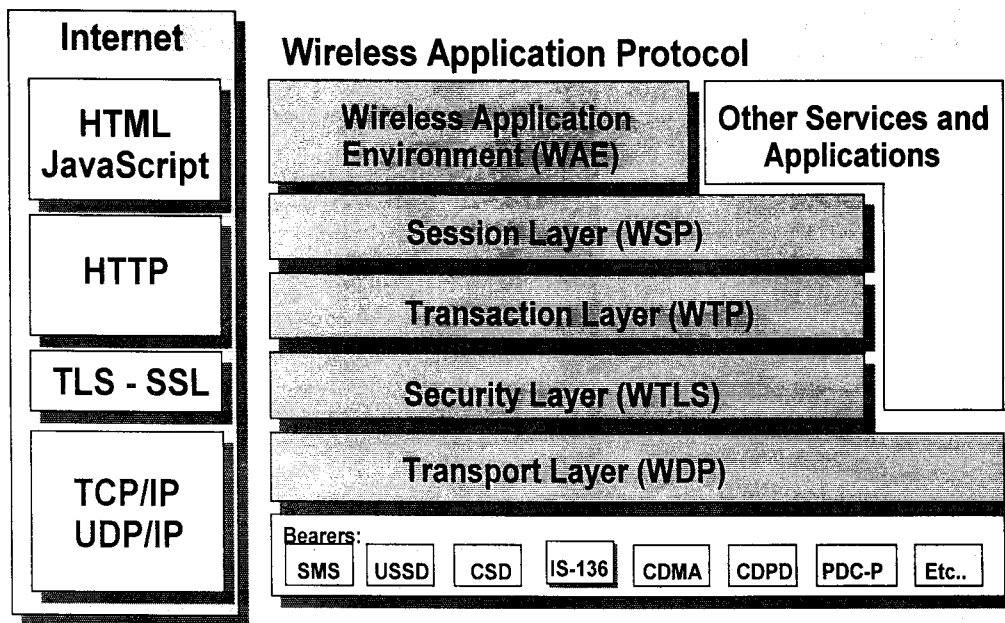 Internet
HTML
JavaScript
HTTP
TLS - SSL
TCP/IP
UDP/IP
Wireless Application Protocol
Wireless Application
Environment (WAE)
Other Services and
Applications
Session Layer (WSP)
Transaction Layer (WTP)
Security Layer (WTLS)
Transport Layer (WDP)
Bearers:
SMS USSD CSD IS-136 CDMA CDPD PDC-P Etc..